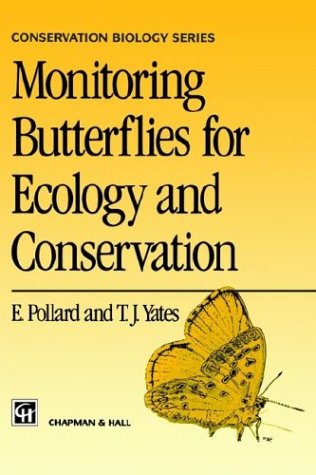 CONSERVATION BIOLOGY SERIES
Monitoring
Butterflies for
Ecology and
Conservation
E. Pollard and T. J. Yates
CHAPMAN & HALL